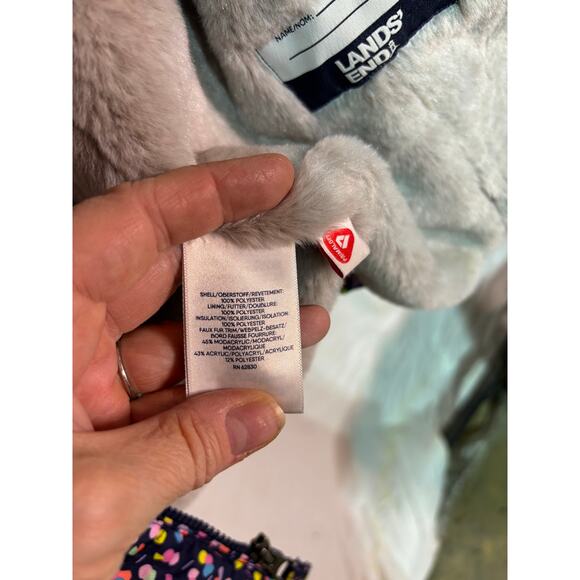 NAME/NOM:
LANDS'
END
PRIMALOFT
SHELL/OBERSTOFF/REVETEMENT:
100% POLYESTER
LINING/FUTTER/DOUBLURE:
100% POLYESTER
INSULATION/ISOLIERUNG/ISOLATION:
100% POLYESTER
FAUX FUR TRIM/WEBPELZ-BESATZ/
BORD FAUSSE FOURRURE:
45% MODACRYLIC/MODACRYL/
MODACRYLIQUE
43% ACRYLIC/POLYACRYL/ACRYLIQUE
12% POLYESTER
RN 62830